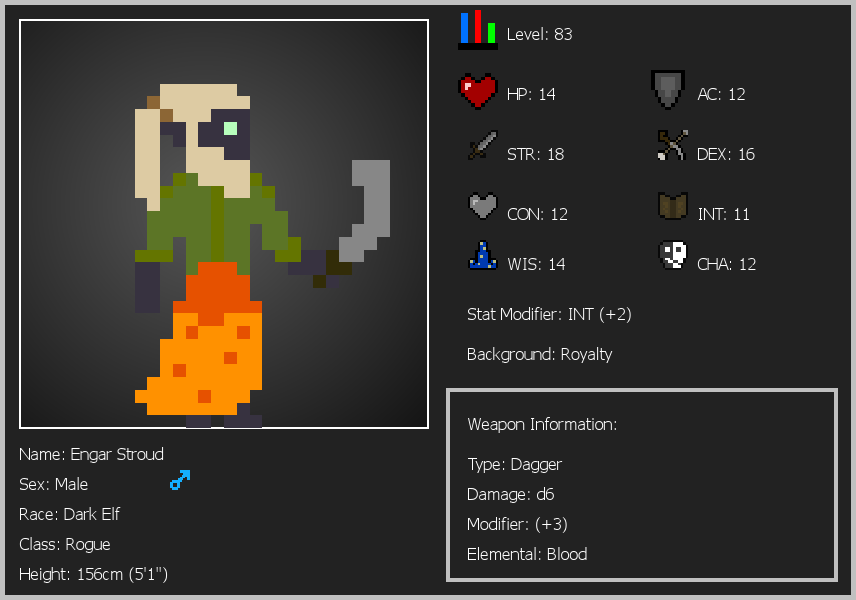 Level: 83
HP: 14
AC: 12
STR: 18
DEX: 16
CON: 12
INT: 11
WIS: 14
CHA: 12
Stat Modifier: INT (+2)
Background: Royalty
Weapon Information:
Type: Dagger
Damage: d6
Modifier: (+3)
Elemental: Blood
Name: Engar Stroud
Sex: Male
Race: Dark Elf
Class: Rogue
Height: 156cm (5'1")